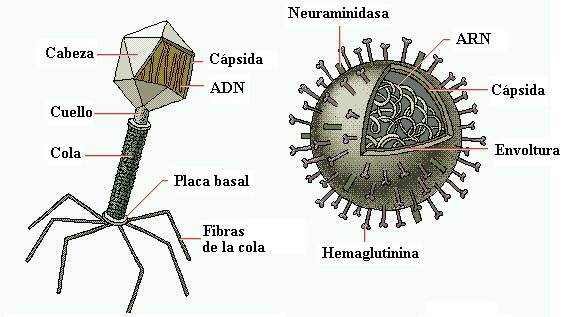 Cabeza
Cápsida
ADN
Cuello
Cola
Placa basal
Fibras
de la cola
Neuraminidasa
ARN
Cápsida
Envoltura
Hemaglutinina